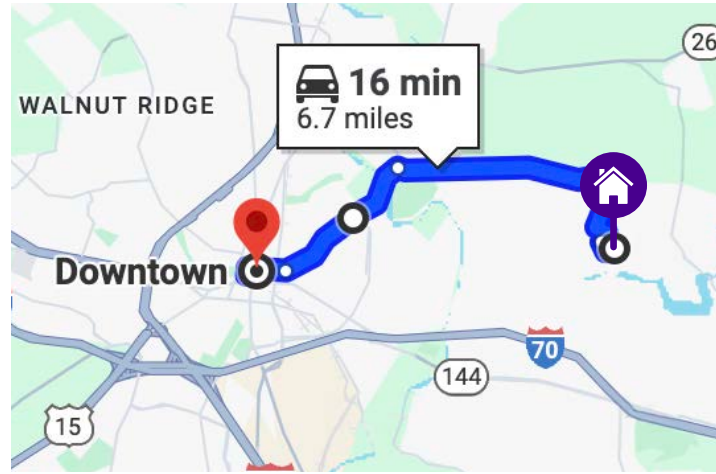 26
16 min
6.7 miles
WALNUT RIDGE
Downtown
70
144
15